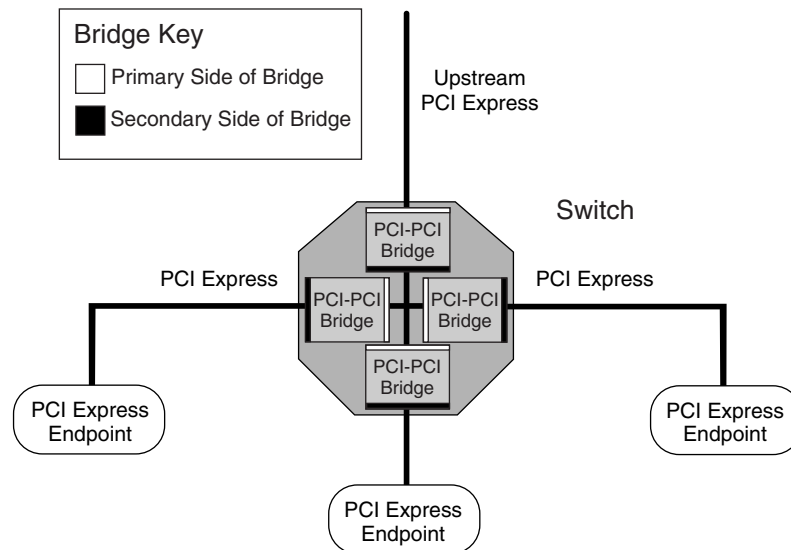 Bridge Key
Primary Side of Bridge
Secondary Side of Bridge
Upstream
PCI Express
Switch
PCI-PCI
Bridge
PCI Express
PCI-PCI
Bridge
PCI-PCI
Bridge
PCI Express
PCI-PCI
Bridge
PCI Express
Endpoint
PCI Express
Endpoint
PCI Express
Endpoint